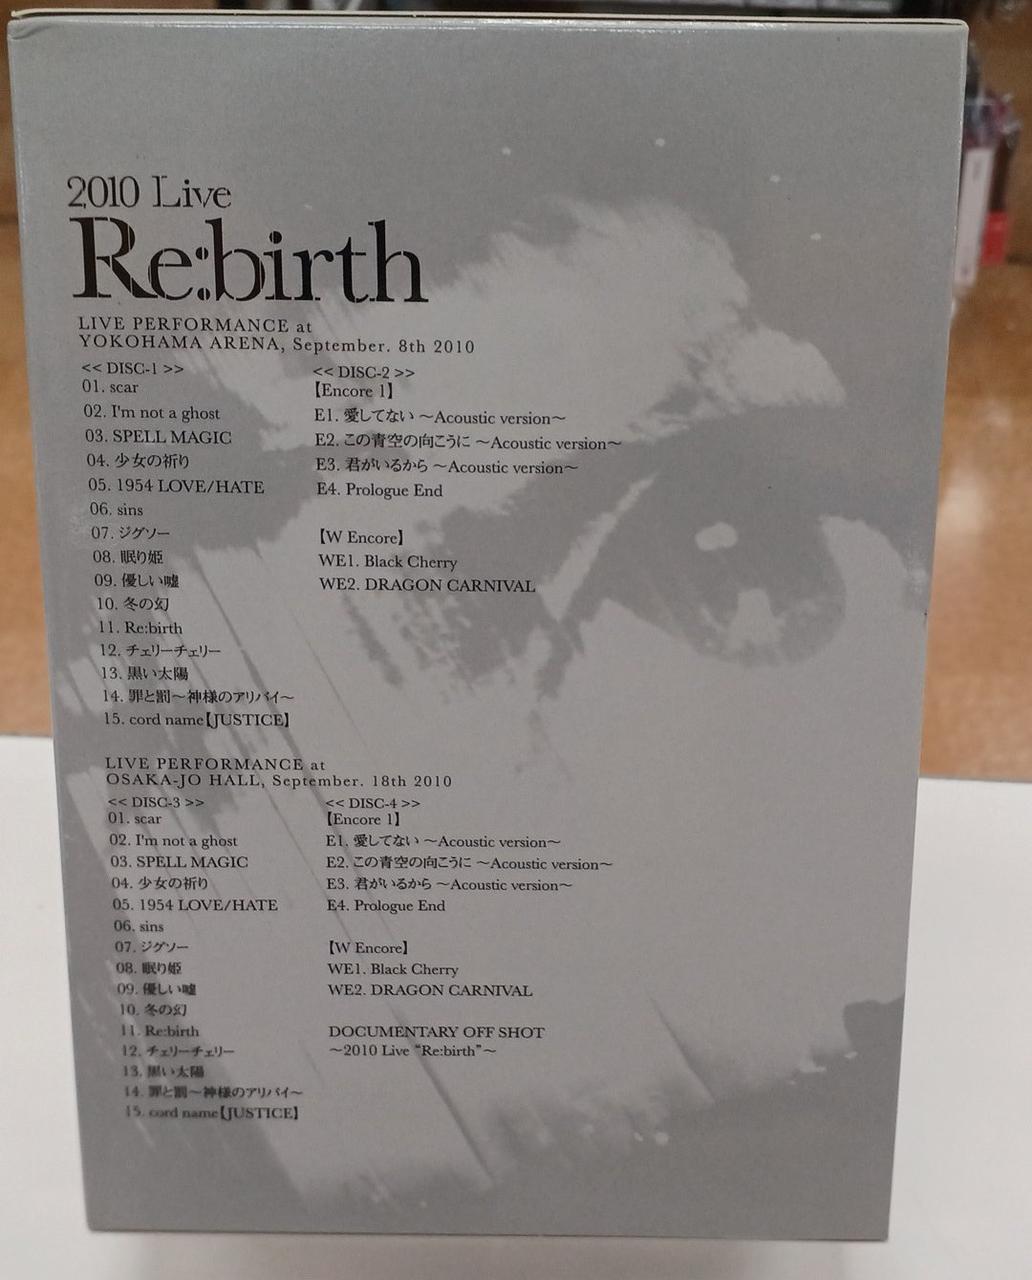 2010 Live
Re:birth
LIVE PERFORMANCE at
YOKOHAMA ARENA, September. 8th 2010
<< DISC-1 >>
01. scar
02. I'm not a ghost
03. SPELL MAGIC
04. 少女の祈り
05. 1954 LOVE/HATE
06. sins
07. ジグソー
08. 眠り姫
09. 優しい嘘
10. 冬の幻
11. Re:birth
12. チェリーチェリー
13. 黒い太陽
14. 罪と罰〜神様のアリバイ〜
15. cord name【JUSTICE】
<< DISC-2 >>
【Encore 1】
E1. 愛してない 〜Acoustic version〜
E2. この青空の向こうに 〜Acoustic version〜
E3. 君がいるから 〜Acoustic version〜
E4. Prologue End
【W Encore】
WE1. Black Cherry
WE2. DRAGON CARNIVAL
LIVE PERFORMANCE at
OSAKA-JO HALL, September. 18th 2010
<< DISC-3 >>
01. scar
02. I'm not a ghost
03. SPELL MAGIC
04. 少女の祈り
05. 1954 LOVE/HATE
06. sins
07. ジグソー
08. 眠り姫
09. 優しい嘘
10. 冬の幻
11. Re:birth
12. チェリーチェリー
13. 黒い太陽
14. 罪と罰〜神様のアリバイ〜
15. cord name【JUSTICE】
<< DISC-4 >>
【Encore 1】
E1. 愛してない 〜Acoustic version〜
E2. この青空の向こうに 〜Acoustic version〜
E3. 君がいるから 〜Acoustic version〜
E4. Prologue End
【W Encore】
WE1. Black Cherry
WE2. DRAGON CARNIVAL
DOCUMENTARY OFF SHOT
〜2010 Live “Re:birth”〜